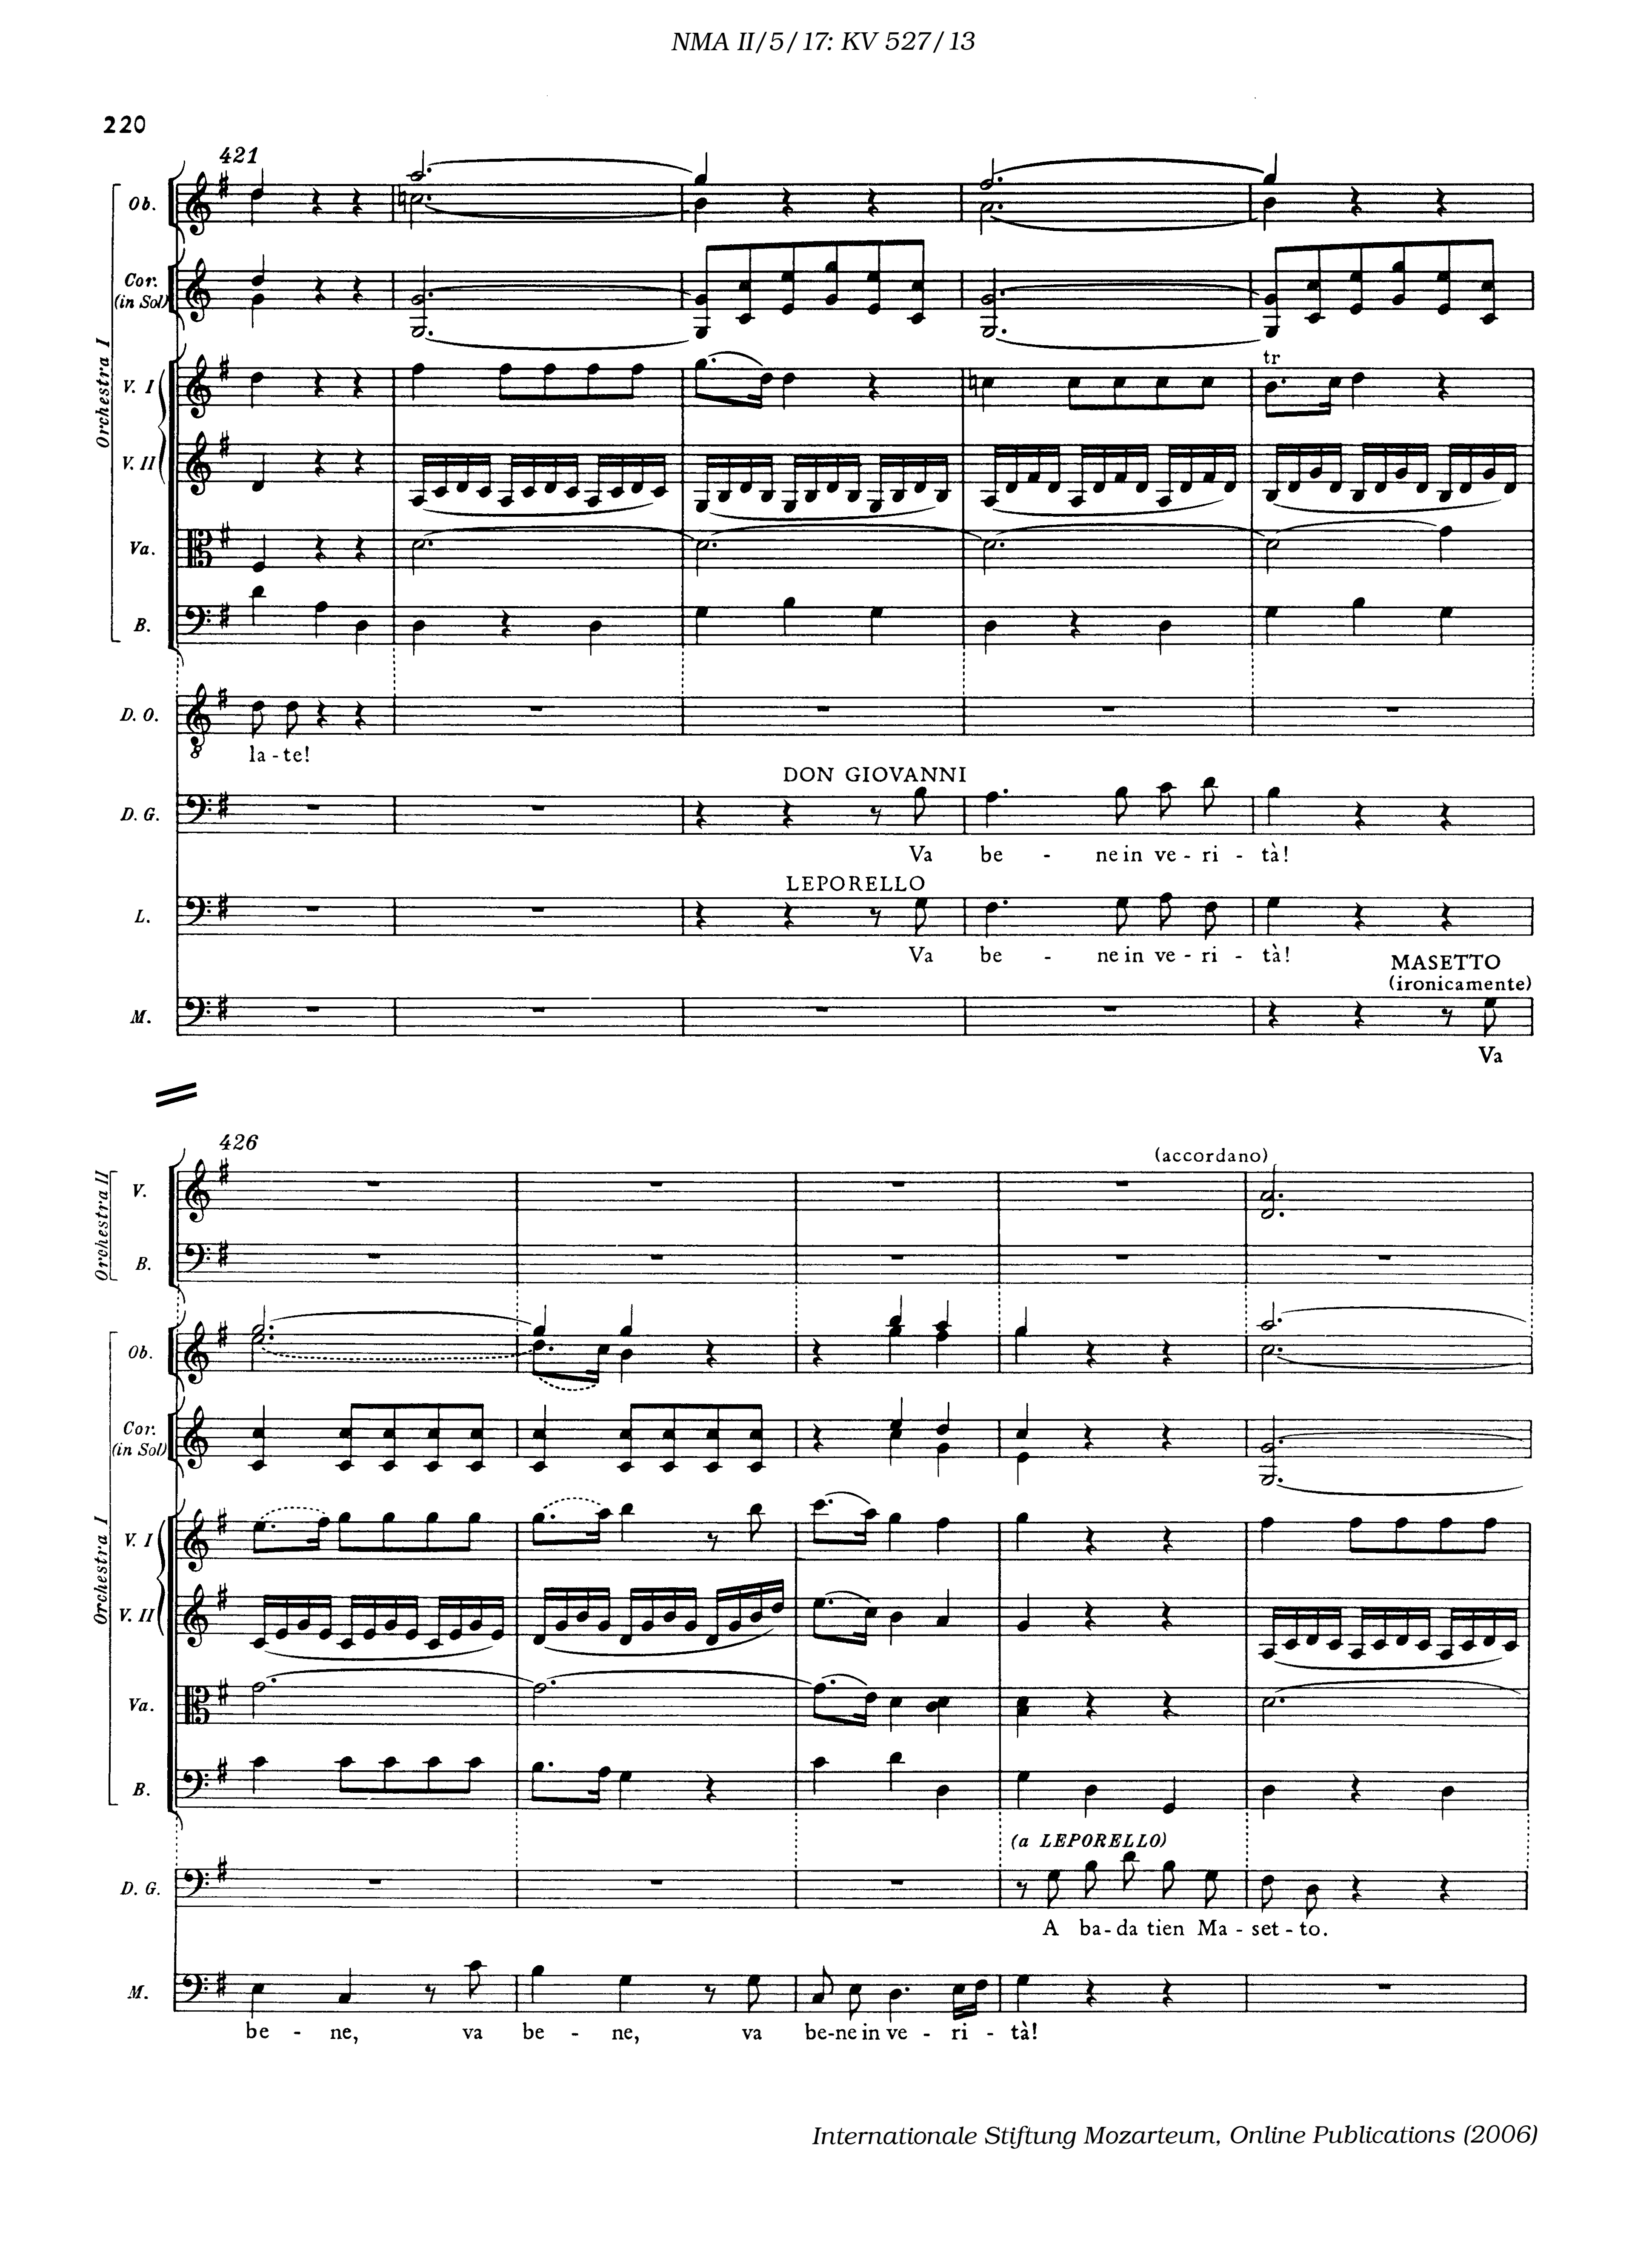 NMA II/5/17: KV 527/13
220
421
Orchestra I
Ob.
Cor.
(in Sol)
V. I
tr
V. II
Va.
B.
D. O.
la - te!
DON GIOVANNI
D. G.
Va be - ne in ve - ri - tà!
LEPORELLO
L.
Va be - ne in ve - ri - tà!
MASETTO
(ironicamente)
M.
Va
426
(accordano)
Orchestra II
V.
B.
Orchestra I
Ob.
Cor.
(in Sol)
V. I
V. II
Va.
B.
(a LEPORELLO)
D. G.
A ba - da tien Ma - set - to.
M.
be - ne, va be - ne, va be - ne in ve - ri - tà!
Internationale Stiftung Mozarteum, Online Publications (2006)